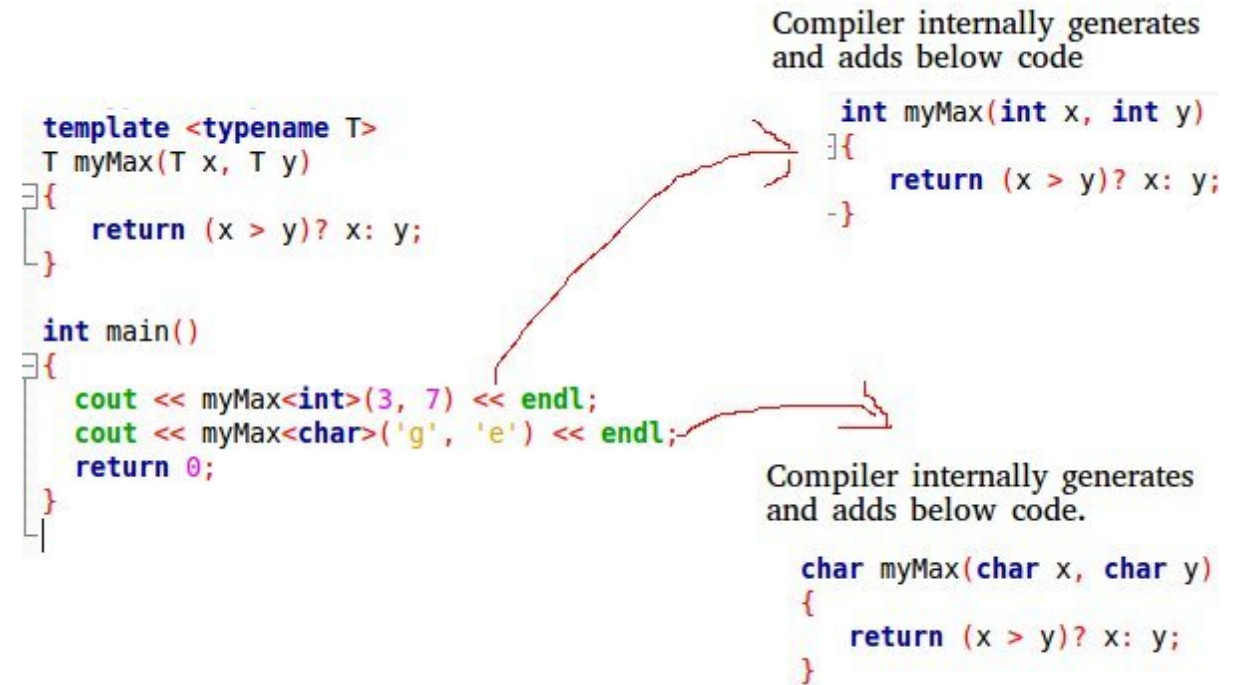 Compiler internally generates
and adds below code
template <typename T>
T myMax(T x, T y)
{
return (x > y)? x: y;
}
int main()
{
cout << myMax<int>(3, 7) << endl;
cout << myMax<char>('g', 'e') << endl;
return 0;
}
int myMax(int x, int y)
{
return (x > y)? x: y;
}
Compiler internally generates
and adds below code.
char myMax(char x, char y)
{
return (x > y)? x: y;
}